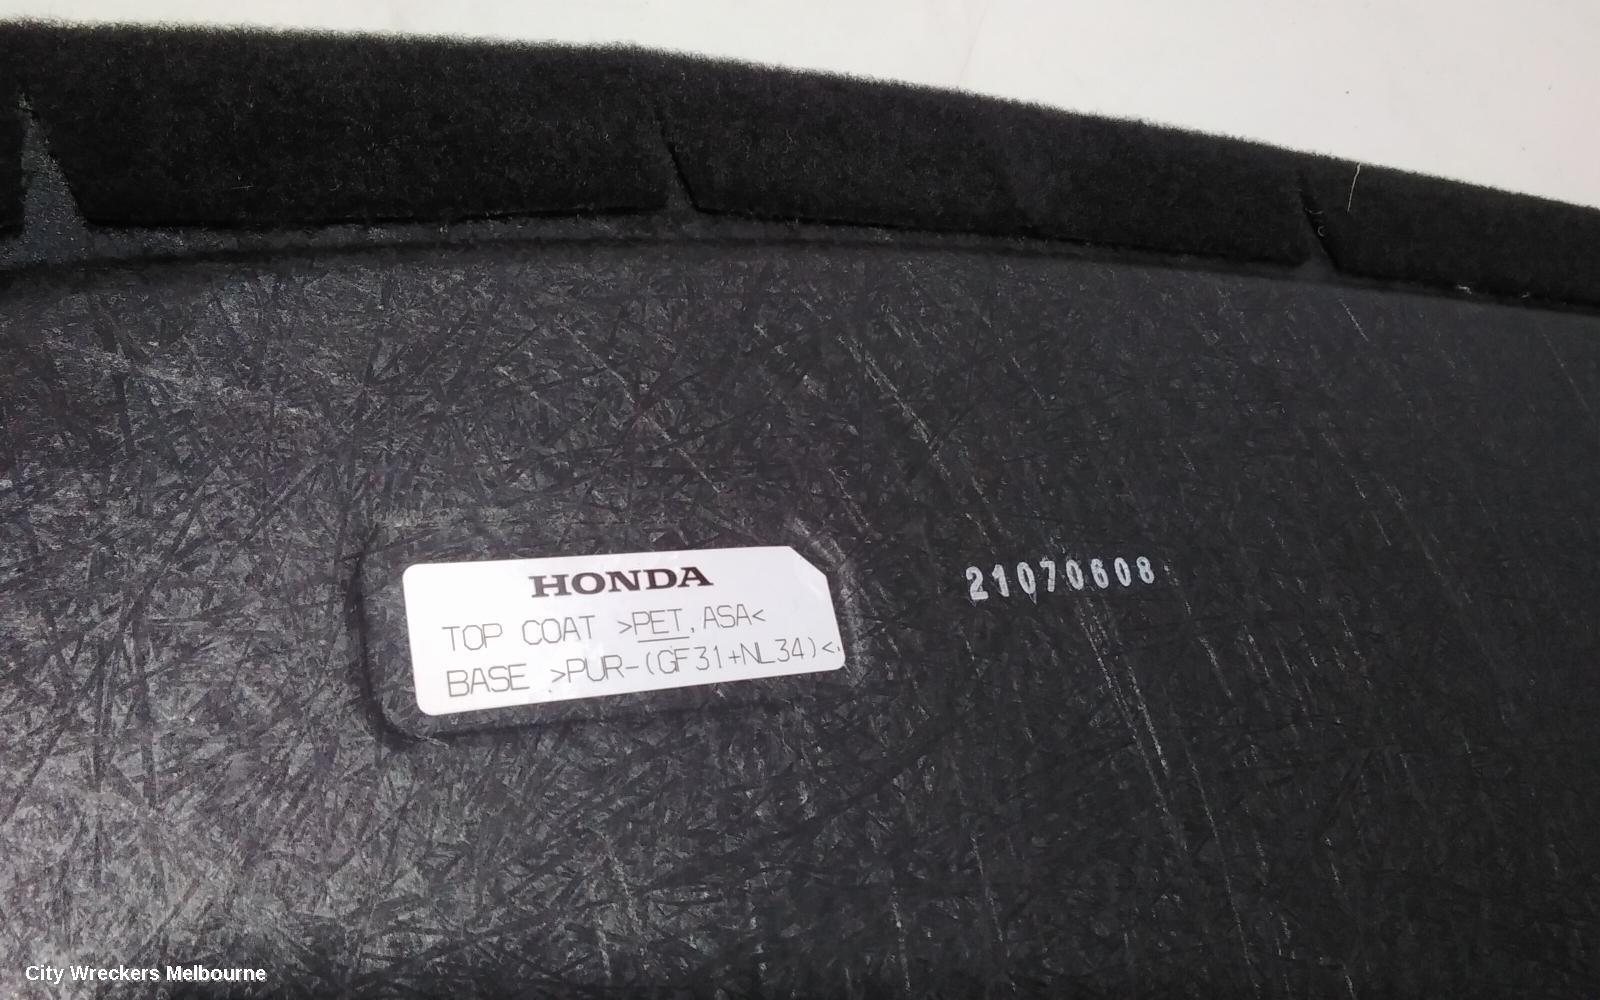 HONDA
TOP COAT >PET, ASA<
BASE >PUR-(GF31+NL34)<
21070608
City Wreckers Melbourne